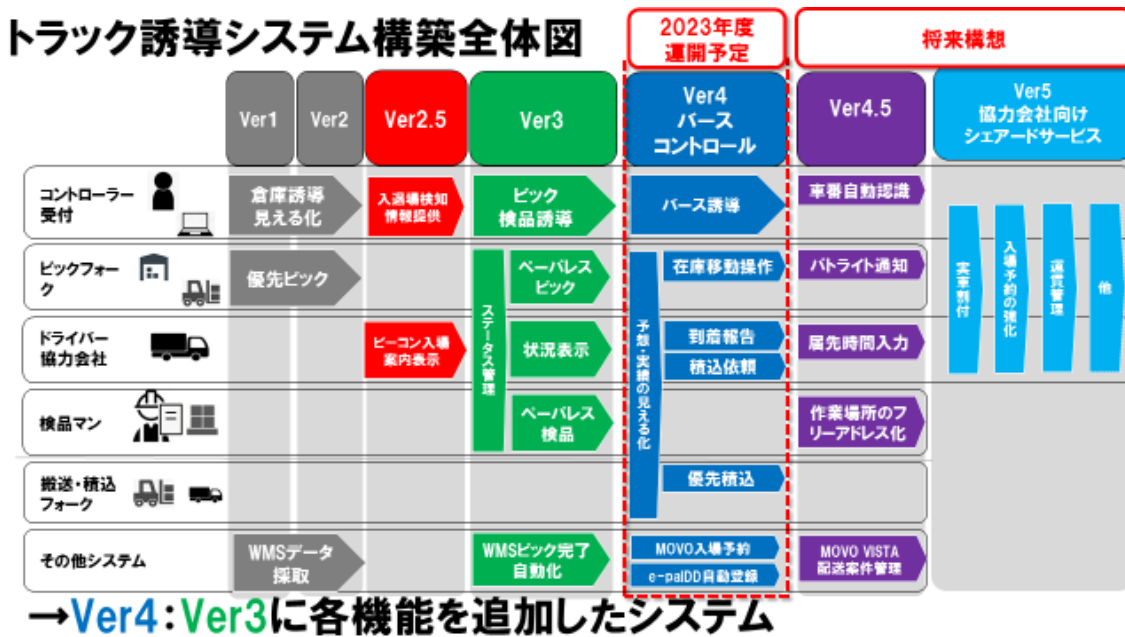 トラック誘導システム構築全体図
2023年度
運開予定
将来構想
Ver1
Ver2
Ver2.5
Ver3
Ver4
バース
コントロール
Ver4.5
Ver5
協力会社向け
シェアードサービス
コントローラー
受付
倉庫誘導
見える化
入退場検知
情報提供
ピック
検品誘導
バース誘導
車番自動認識
ピックフォー
ク
優先ピック
ステータス管理
ペーパレス
ピック
予想・実績の見える化
在庫移動操作
パトライト通知
実車割付
入場予約の強化
運賃管理
他
ドライバー
協力会社
ビーコン入場
案内表示
状況表示
到着報告
積込依頼
届先時間入力
検品マン
ペーパレス
検品
作業場所のフ
リーアドレス化
搬送・積込
フォーク
優先積込
その他システム
WMSデータ
採取
WMSピック完了
自動化
MOVO入場予約
e-palDD自動登録
MOVO VISTA
配送案件管理
→Ver4：Ver3に各機能を追加したシステム